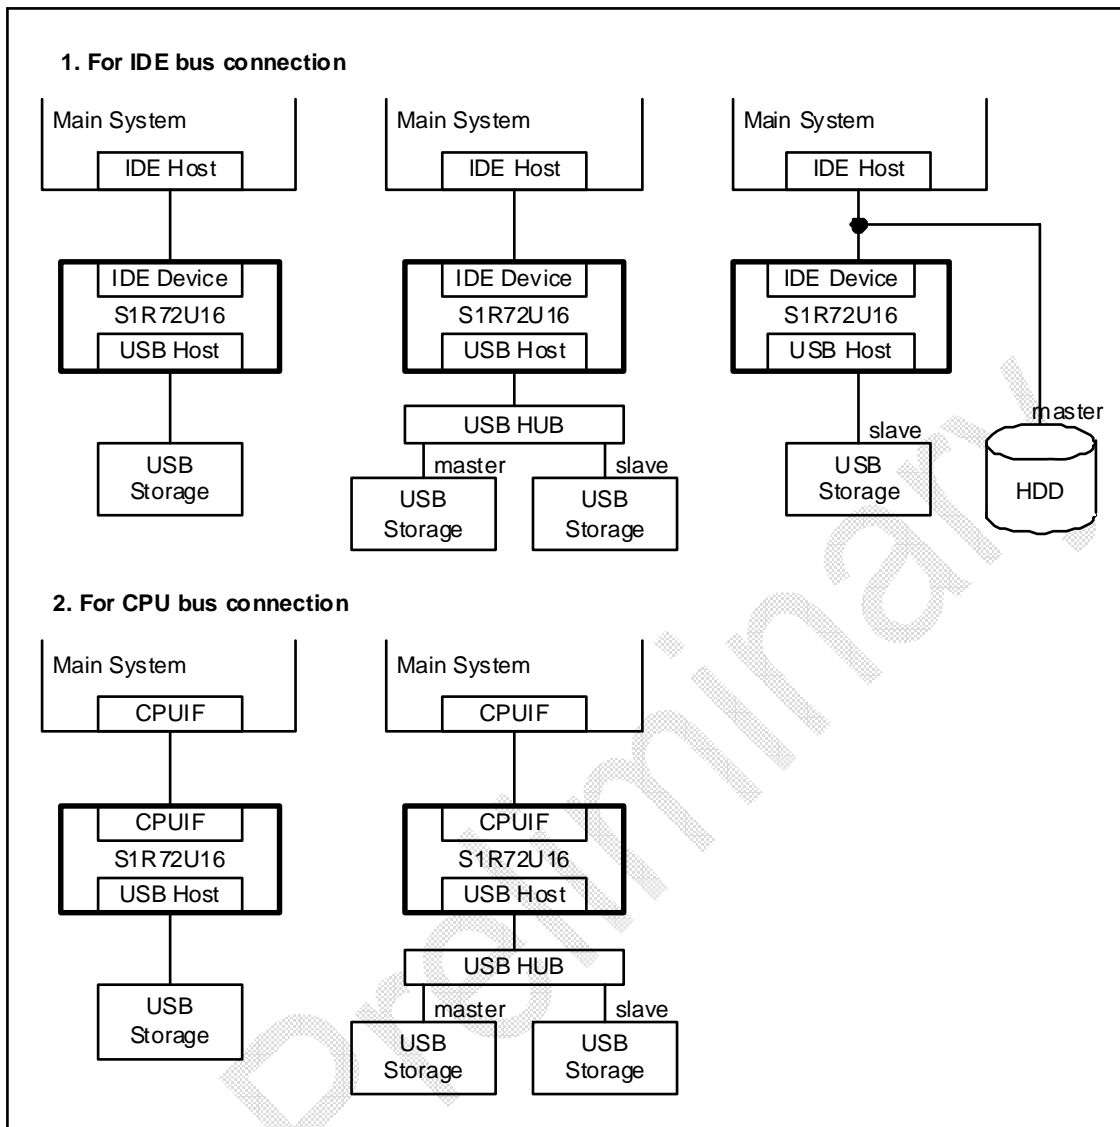 1. For IDE bus connection
Main System
IDE Host
IDE Device
S1R72U16
USB Host
USB
Storage
Main System
IDE Host
IDE Device
S1R72U16
USB Host
USB HUB
master
slave
USB
Storage
USB
Storage
Main System
IDE Host
IDE Device
S1R72U16
USB Host
slave
USB
Storage
master
HDD
2. For CPU bus connection
Main System
CPUIF
CPUIF
S1R72U16
USB Host
USB
Storage
Main System
CPUIF
CPUIF
S1R72U16
USB Host
USB HUB
master
slave
USB
Storage
USB
Storage
Preliminary